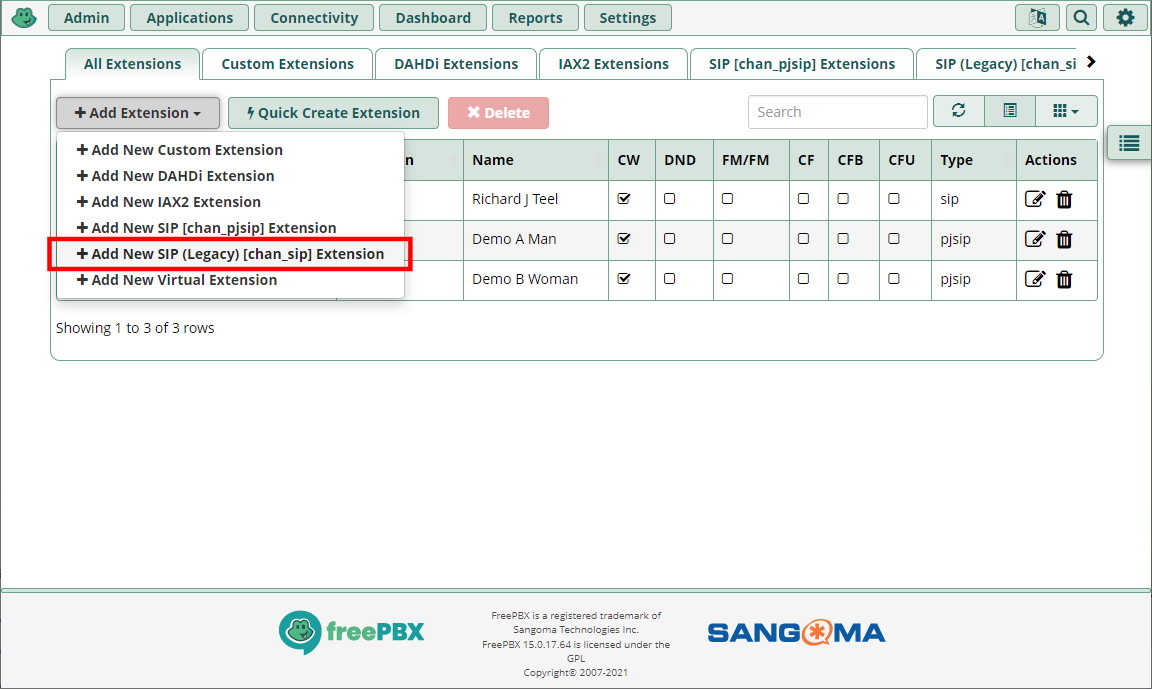 Admin
Applications
Connectivity
Dashboard
Reports
Settings
All Extensions
Custom Extensions
DAHDi Extensions
IAX2 Extensions
SIP [chan_pjsip] Extensions
SIP (Legacy) [chan_si
Add Extension
Quick Create Extension
Delete
Search
Add New Custom Extension
Add New DAHDi Extension
Add New IAX2 Extension
Add New SIP [chan_pjsip] Extension
Add New SIP (Legacy) [chan_sip] Extension
Add New Virtual Extension
n Name CW DND FM/FM CF CFB CFU Type Actions
Richard J Teel sip
Demo A Man pjsip
Demo B Woman pjsip
Showing 1 to 3 of 3 rows
freePBX
FreePBX is a registered trademark of
Sangoma Technologies Inc.
FreePBX 15.0.17.64 is licensed under the
GPL
Copyright© 2007-2021
SANGOMA